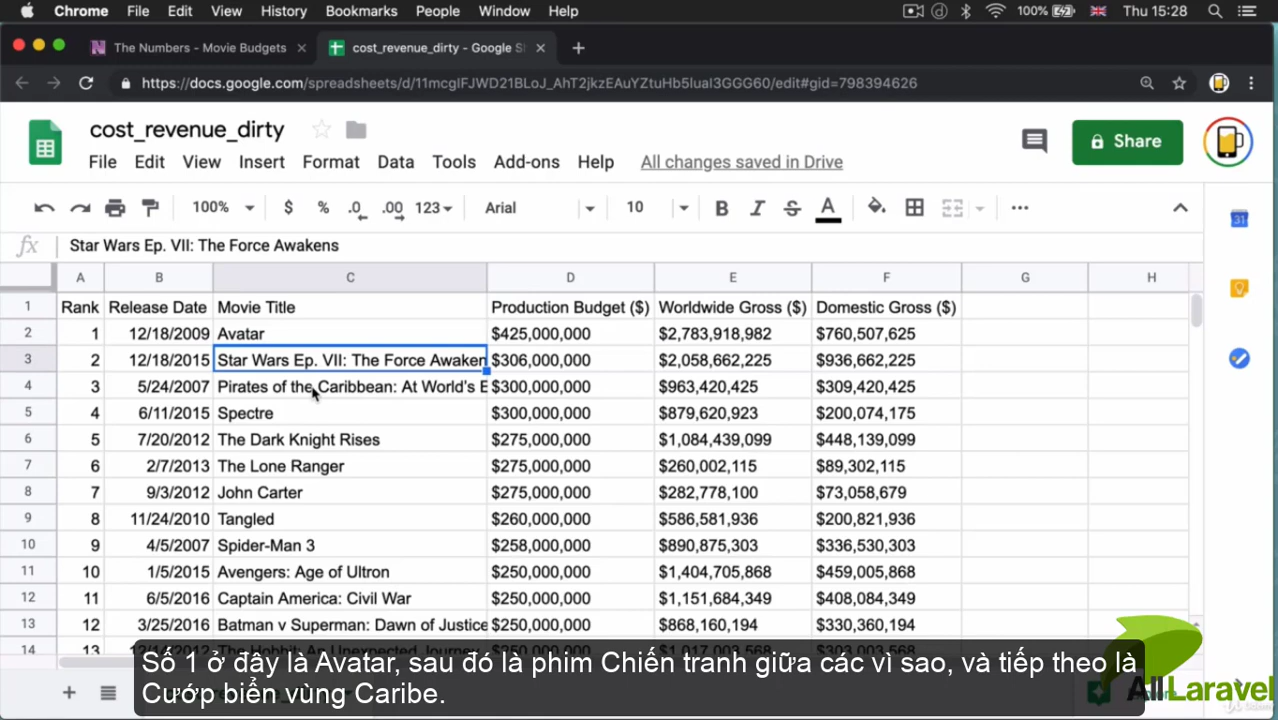 Chrome File Edit View History Bookmarks People Window Help 100% Thu 15:28
The Numbers - Movie Budgets cost_revenue_dirty - Google
https://docs.google.com/spreadsheets/d/11mcgIFJWD21BLoJ_AhT2jkzEAuYZtuHb5luaI3GGG60/edit#gid=798394626
cost_revenue_dirty
File Edit View Insert Format Data Tools Add-ons Help All changes saved in Drive Share
100% $ % .0 .00 123 Arial 10 B I S A
fx Star Wars Ep. VII: The Force Awakens
A B C D E F G H
1 Rank Release Date Movie Title Production Budget ($) Worldwide Gross ($) Domestic Gross ($)
2 1 12/18/2009 Avatar $425,000,000 $2,783,918,982 $760,507,625
3 2 12/18/2015 Star Wars Ep. VII: The Force Awaken $306,000,000 $2,058,662,225 $936,662,225
4 3 5/24/2007 Pirates of the Caribbean: At World's E $300,000,000 $963,420,425 $309,420,425
5 4 6/11/2015 Spectre $300,000,000 $879,620,923 $200,074,175
6 5 7/20/2012 The Dark Knight Rises $275,000,000 $1,084,439,099 $448,139,099
7 6 2/7/2013 The Lone Ranger $275,000,000 $260,002,115 $89,302,115
8 7 9/3/2012 John Carter $275,000,000 $282,778,100 $73,058,679
9 8 11/24/2010 Tangled $260,000,000 $586,581,936 $200,821,936
10 9 4/5/2007 Spider-Man 3 $258,000,000 $890,875,303 $336,530,303
11 10 1/5/2015 Avengers: Age of Ultron $250,000,000 $1,404,705,868 $459,005,868
12 11 6/5/2016 Captain America: Civil War $250,000,000 $1,151,684,349 $408,084,349
13 12 3/25/2016 Batman v Superman: Dawn of Justice $250,000,000 $868,160,194 $330,360,194
14 13
Số 1 ở đây là Avatar, sau đó là phim Chiến tranh giữa các vì sao, và tiếp theo là
Cướp biển vùng Caribe.
AllLaravel